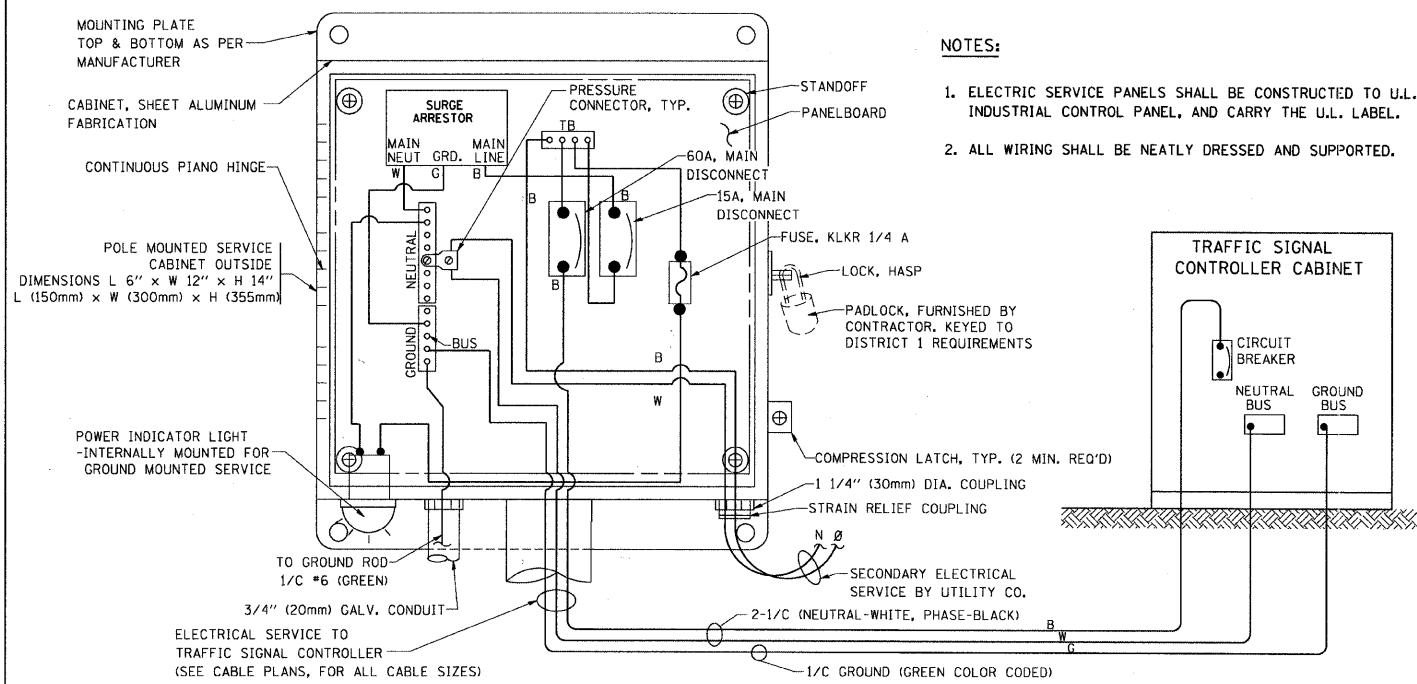 MOUNTING PLATE
TOP & BOTTOM AS PER
MANUFACTURER
CABINET, SHEET ALUMINUM
FABRICATION
CONTINUOUS PIANO HINGE
POLE MOUNTED SERVICE
CABINET OUTSIDE
DIMENSIONS L 6" x W 12" x H 14"
L (150mm) x W (300mm) x H (355mm)
POWER INDICATOR LIGHT
-INTERNALLY MOUNTED FOR
GROUND MOUNTED SERVICE
TO GROUND ROD
1/C #6 (GREEN)
3/4" (20mm) GALV. CONDUIT
ELECTRICAL SERVICE TO
TRAFFIC SIGNAL CONTROLLER
(SEE CABLE PLANS, FOR ALL CABLE SIZES)
SURGE
ARRESTOR
MAIN
NEUT
GRD.
MAIN
LINE
W
G
B
NEUTRAL
GROUND
BUS
PRESSURE
CONNECTOR, TYP.
TB
B
B
B
60A, MAIN
DISCONNECT
15A, MAIN
DISCONNECT
FUSE, KLKR 1/4 A
STANDOFF
PANELBOARD
LOCK, HASP
PADLOCK, FURNISHED BY
CONTRACTOR. KEYED TO
DISTRICT 1 REQUIREMENTS
B
W
COMPRESSION LATCH, TYP. (2 MIN. REQ'D)
1 1/4" (30mm) DIA. COUPLING
STRAIN RELIEF COUPLING
N Ø
SECONDARY ELECTRICAL
SERVICE BY UTILITY CO.
2-1/C (NEUTRAL-WHITE, PHASE-BLACK)
B
W
G
1/C GROUND (GREEN COLOR CODED)
NOTES:
1. ELECTRIC SERVICE PANELS SHALL BE CONSTRUCTED TO U.L.
INDUSTRIAL CONTROL PANEL, AND CARRY THE U.L. LABEL.
2. ALL WIRING SHALL BE NEATLY DRESSED AND SUPPORTED.
TRAFFIC SIGNAL
CONTROLLER CABINET
CIRCUIT
BREAKER
NEUTRAL
BUS
GROUND
BUS